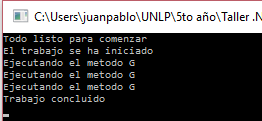 C:\Users\juanpablo\UNLP\5to año\Taller .N
Todo listo para comenzar
El trabajo se ha iniciado
Ejecutando el metodo G
Ejecutando el metodo G
Ejecutando el metodo G
Trabajo concluido